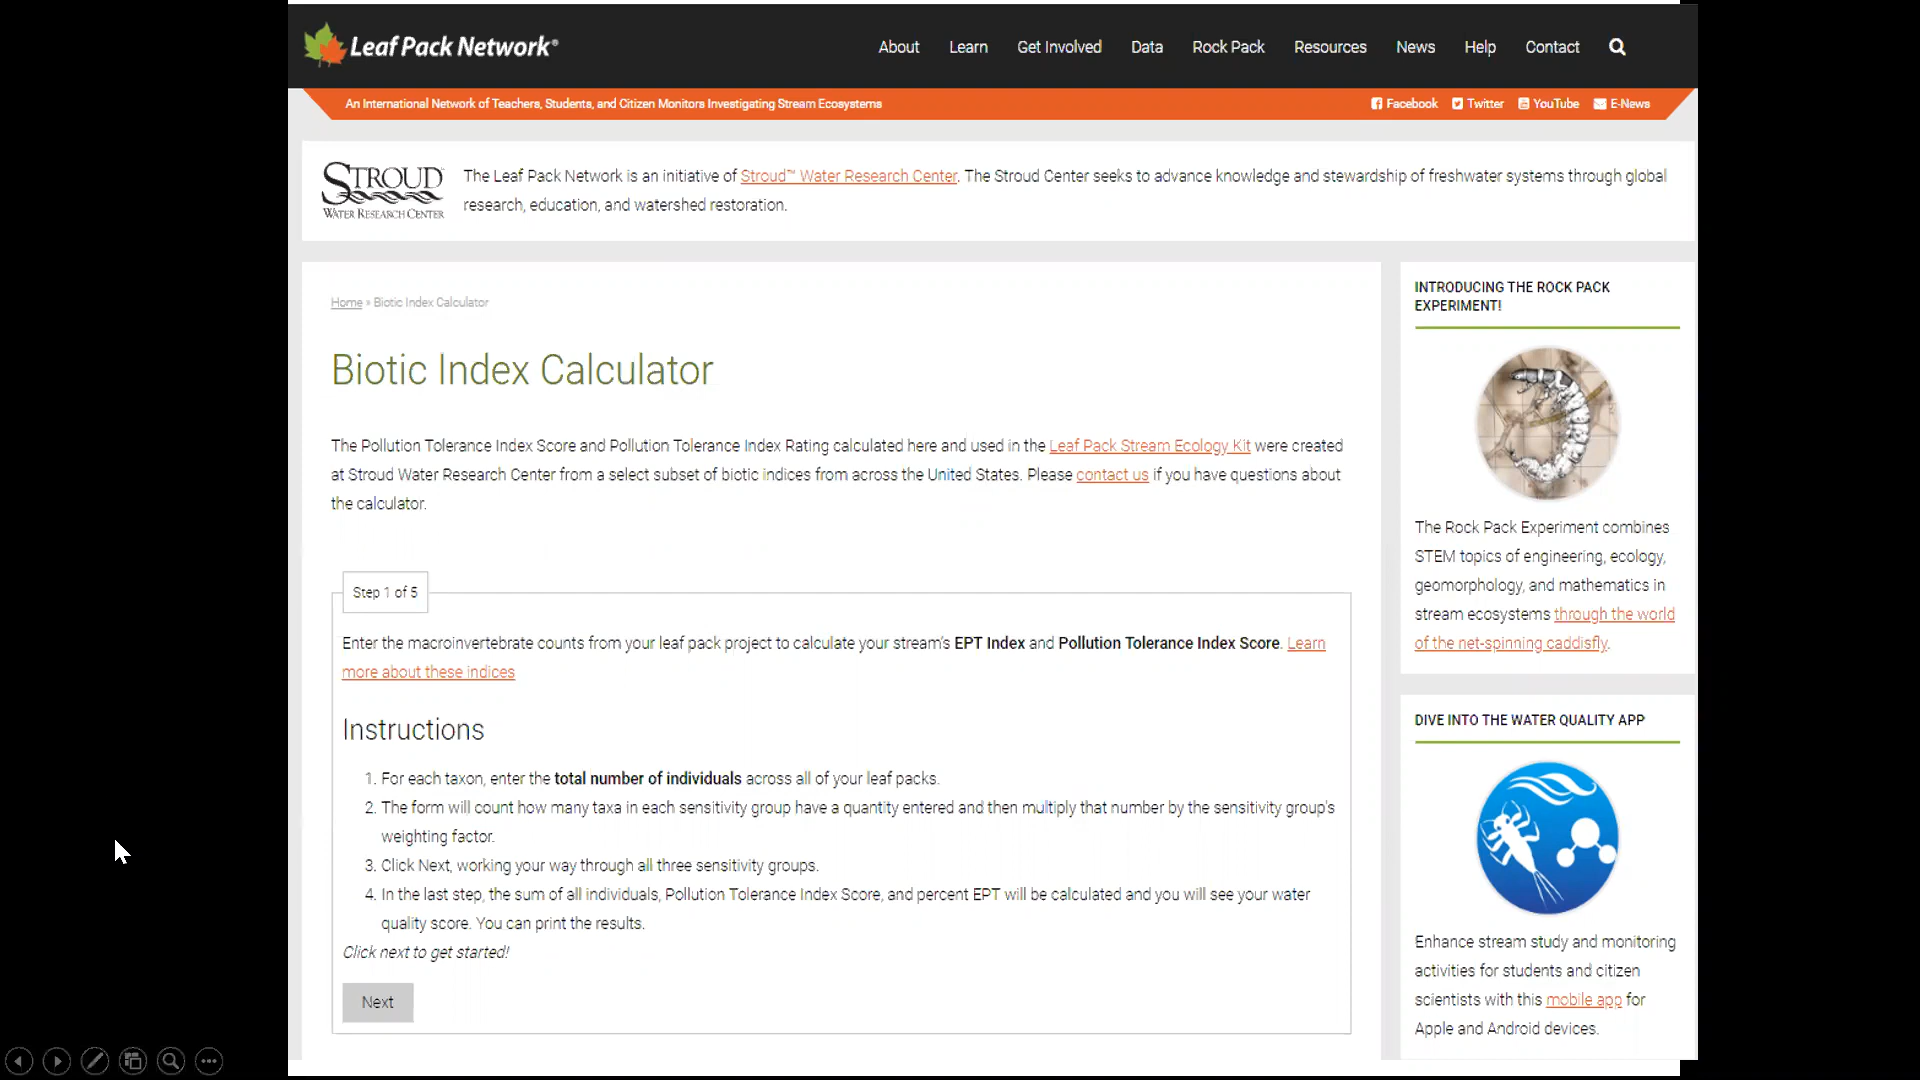 Leaf Pack Network®
About Learn Get Involved Data Rock Pack Resources News Help Contact
An International Network of Teachers, Students, and Citizen Monitors Investigating Stream Ecosystems
Facebook Twitter YouTube E-News
STROUD
WATER RESEARCH CENTER
The Leaf Pack Network is an initiative of Stroud™ Water Research Center. The Stroud Center seeks to advance knowledge and stewardship of freshwater systems through global
research, education, and watershed restoration.
Home » Biotic Index Calculator
Biotic Index Calculator
The Pollution Tolerance Index Score and Pollution Tolerance Index Rating calculated here and used in the Leaf Pack Stream Ecology Kit were created
at Stroud Water Research Center from a select subset of biotic indices from across the United States. Please contact us if you have questions about
the calculator.
Step 1 of 5
Enter the macroinvertebrate counts from your leaf pack project to calculate your stream's EPT Index and Pollution Tolerance Index Score. Learn
more about these indices
Instructions
1. For each taxon, enter the total number of individuals across all of your leaf packs.
2. The form will count how many taxa in each sensitivity group have a quantity entered and then multiply that number by the sensitivity group's
weighting factor.
3. Click Next, working your way through all three sensitivity groups.
4. In the last step, the sum of all individuals, Pollution Tolerance Index Score, and percent EPT will be calculated and you will see your water
quality score. You can print the results.
Click next to get started!
Next
INTRODUCING THE ROCK PACK
EXPERIMENT!
The Rock Pack Experiment combines
STEM topics of engineering, ecology,
geomorphology, and mathematics in
stream ecosystems through the world
of the net-spinning caddisfly.
DIVE INTO THE WATER QUALITY APP
Enhance stream study and monitoring
activities for students and citizen
scientists with this mobile app for
Apple and Android devices.